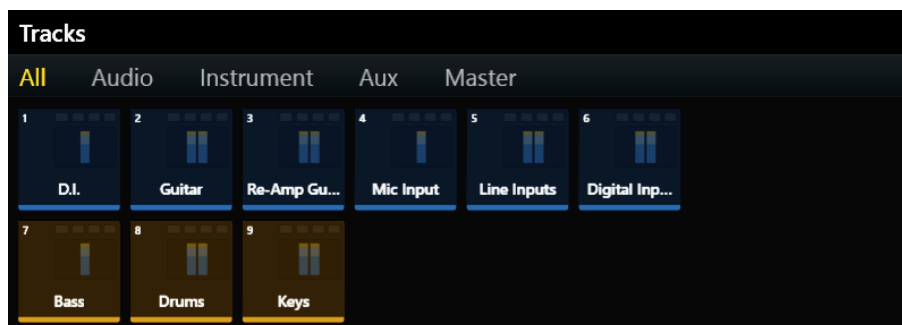 Tracks
All Audio Instrument Aux Master
1 2 3 4 5 6
D.I. Guitar Re-Amp Gu... Mic Input Line Inputs Digital Inp...
7 8 9
Bass Drums Keys